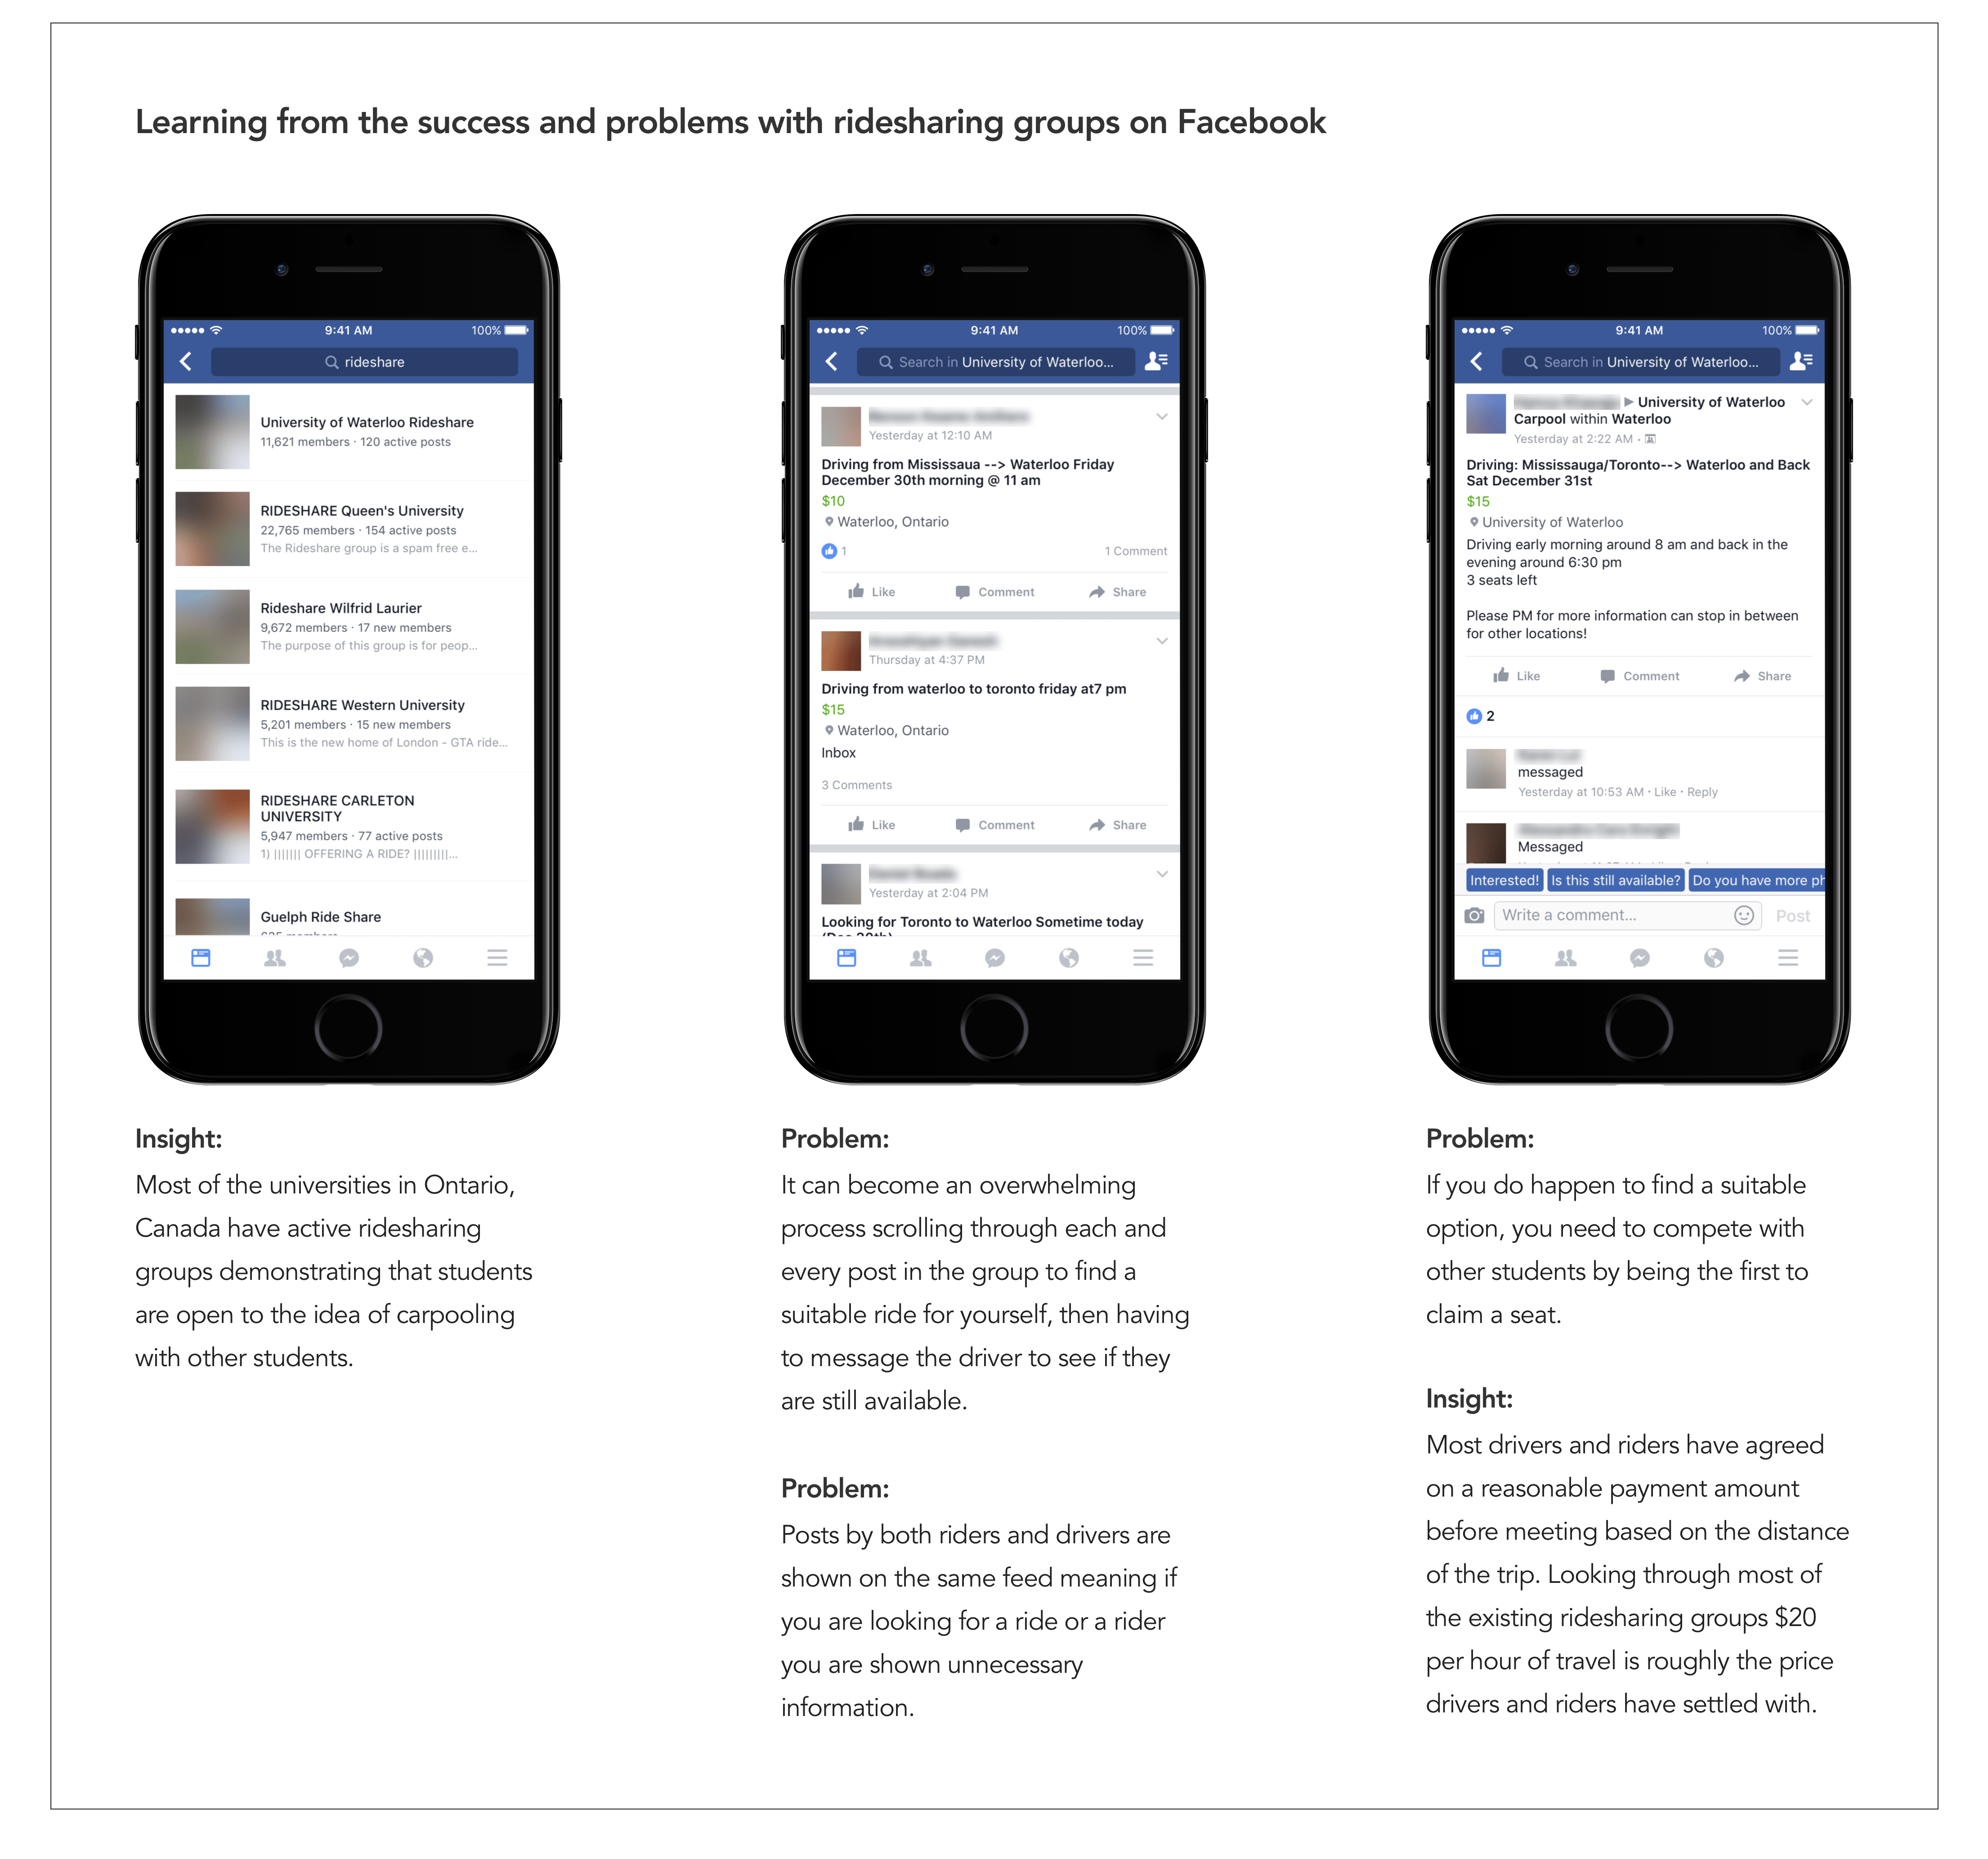 Learning from the success and problems with ridesharing groups on Facebook
9:41 AM
100%
rideshare
University of Waterloo Rideshare
11,621 members · 120 active posts
RIDESHARE Queen's University
22,765 members · 154 active posts
The Rideshare group is a spam free e...
Rideshare Wilfrid Laurier
9,672 members · 17 new members
The purpose of this group is for peop...
RIDESHARE Western University
5,201 members · 15 new members
This is the new home of London - GTA ride...
RIDESHARE CARLETON
UNIVERSITY
5,947 members · 77 active posts
1) ||||||| OFFERING A RIDE? |||||||||...
Guelph Ride Share
Insight:
Most of the universities in Ontario,
Canada have active ridesharing
groups demonstrating that students
are open to the idea of carpooling
with other students.
9:41 AM
100%
Search in University of Waterloo...
Yesterday at 12:10 AM
Driving from Mississaua --> Waterloo Friday
December 30th morning @ 11 am
$10
Waterloo, Ontario
1
1 Comment
Like Comment Share
Thursday at 4:37 PM
Driving from waterloo to toronto friday at7 pm
$15
Waterloo, Ontario
Inbox
3 Comments
Like Comment Share
Yesterday at 2:04 PM
Looking for Toronto to Waterloo Sometime today
Problem:
It can become an overwhelming
process scrolling through each and
every post in the group to find a
suitable ride for yourself, then having
to message the driver to see if they
are still available.
Problem:
Posts by both riders and drivers are
shown on the same feed meaning if
you are looking for a ride or a rider
you are shown unnecessary
information.
9:41 AM
100%
Search in University of Waterloo...
▶ University of Waterloo
Carpool within Waterloo
Yesterday at 2:22 AM ·
Driving: Mississauga/Toronto--> Waterloo and Back
Sat December 31st
$15
University of Waterloo
Driving early morning around 8 am and back in the
evening around 6:30 pm
3 seats left
Please PM for more information can stop in between
for other locations!
Like Comment Share
2
messaged
Yesterday at 10:53 AM · Like · Reply
Messaged
Interested! Is this still available? Do you have more ph
Write a comment... Post
Problem:
If you do happen to find a suitable
option, you need to compete with
other students by being the first to
claim a seat.
Insight:
Most drivers and riders have agreed
on a reasonable payment amount
before meeting based on the distance
of the trip. Looking through most of
the existing ridesharing groups $20
per hour of travel is roughly the price
drivers and riders have settled with.